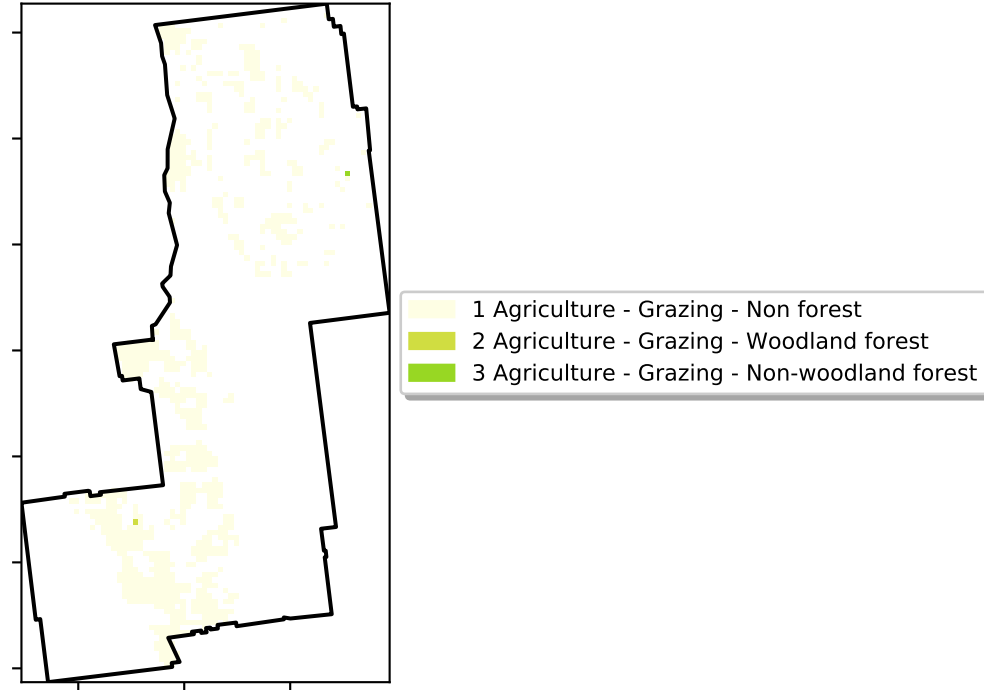 1 Agriculture - Grazing - Non forest
2 Agriculture - Grazing - Woodland forest
3 Agriculture - Grazing - Non-woodland forest